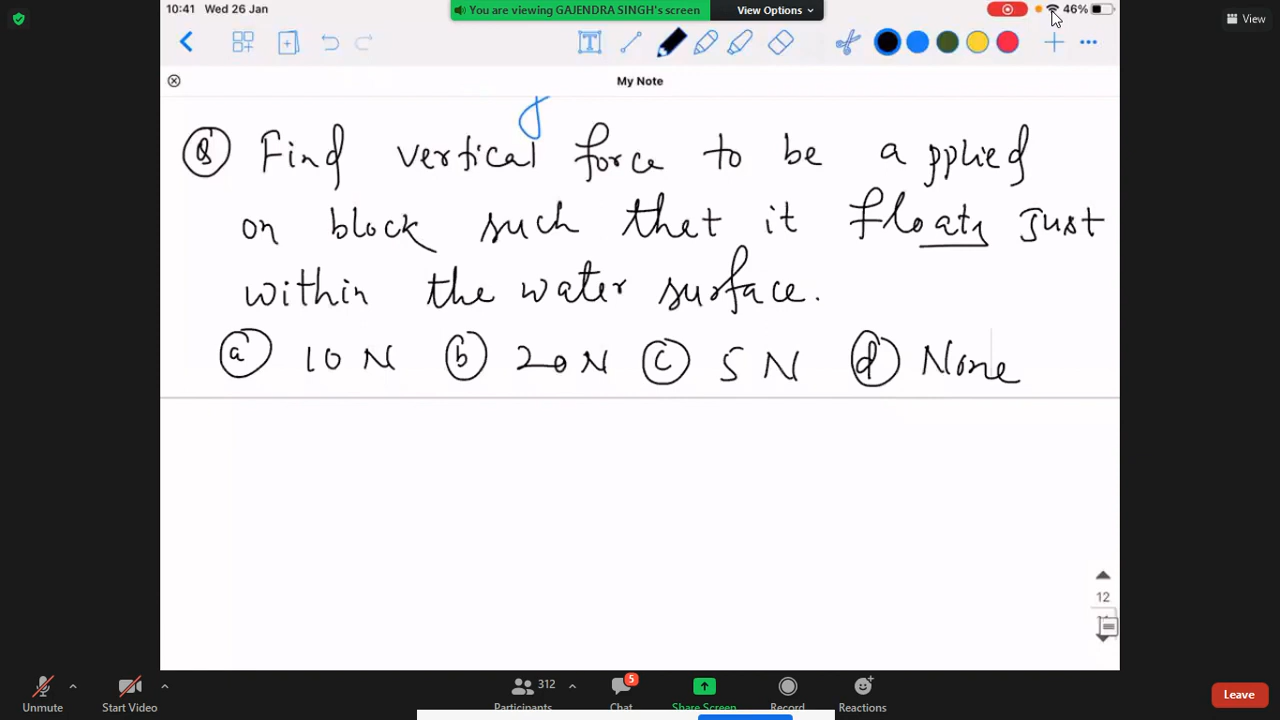 10:41 Wed 26 Jan
You are viewing GAJENDRA SINGH's screen
View Options
46%
View
My Note
Q Find vertical force to be applied
on block such that it floats just
within the water surface.
a 10 N b 20 N c 5 N d None
12
Unmute
Start Video
312
Participants
5
Chat
Share Screen
Record
Reactions
Leave